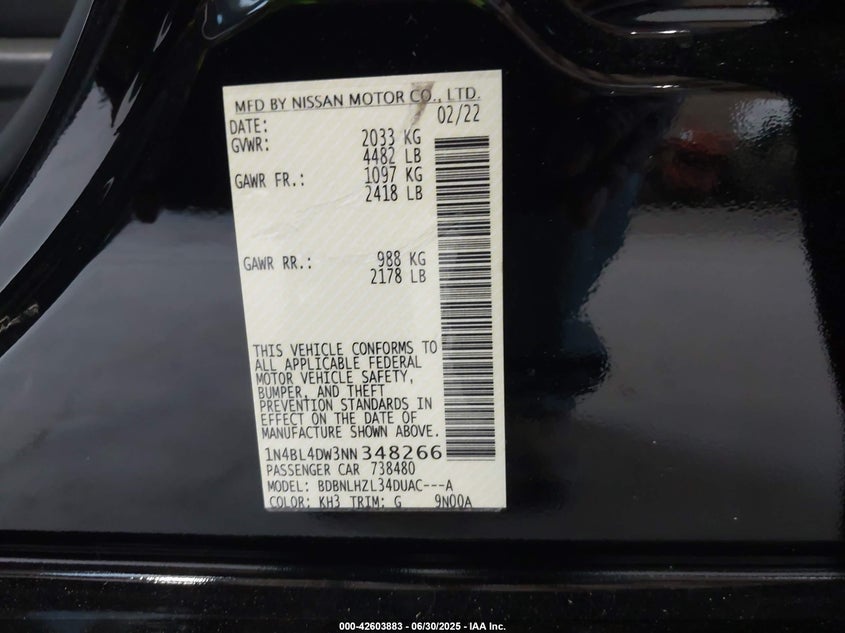 MFD BY NISSAN MOTOR CO., LTD.
DATE: 02/22
GVWR: 2033 KG
4482 LB
GAWR FR.: 1097 KG
2418 LB
GAWR RR.: 988 KG
2178 LB
THIS VEHICLE CONFORMS TO
ALL APPLICABLE FEDERAL
MOTOR VEHICLE SAFETY,
BUMPER, AND THEFT
PREVENTION STANDARDS IN
EFFECT ON THE DATE OF
MANUFACTURE SHOWN ABOVE.
1N4BL4DW3NN348266
PASSENGER CAR 738480
MODEL: BDBNLHZL34DUAC---A
COLOR: KH3 TRIM: G 9N00A
000-42603883 - 06/30/2025 - IAA Inc.